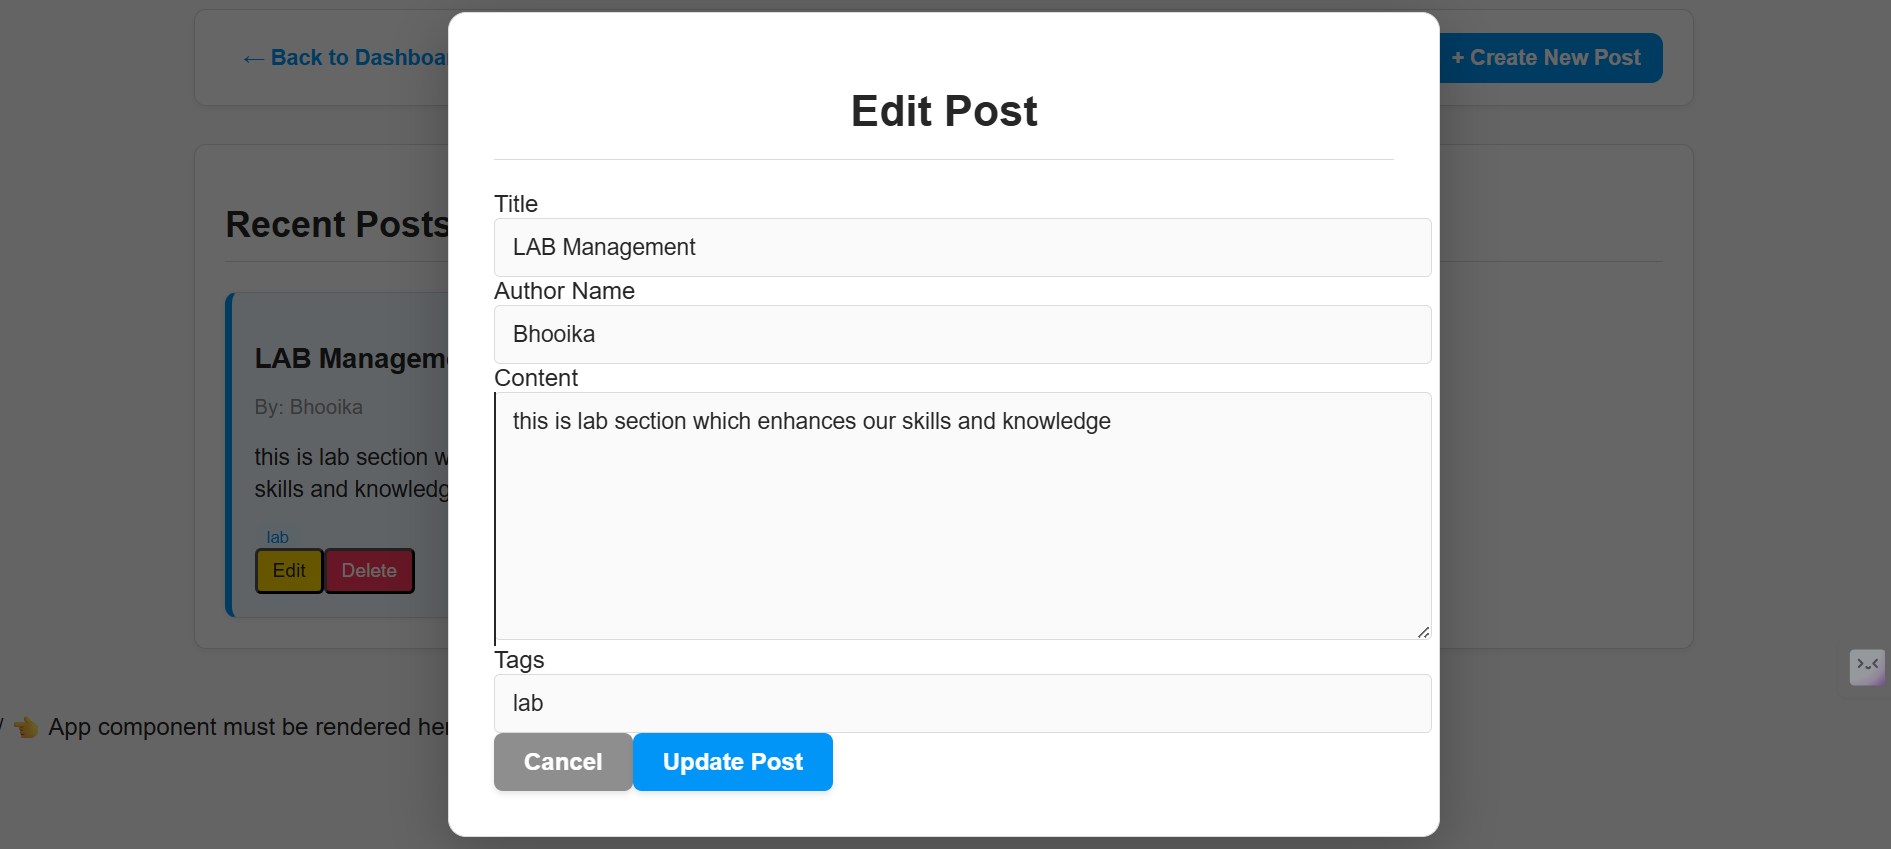 ← Back to Dashboa
+ Create New Post
Edit Post
Recent Posts
Title
LAB Management
Author Name
Bhooika
Content
this is lab section which enhances our skills and knowledge
Tags
lab
Cancel
Update Post
LAB Managem
By: Bhooika
this is lab section w
skills and knowledg
lab
Edit
Delete
/ 👈 App component must be rendered her